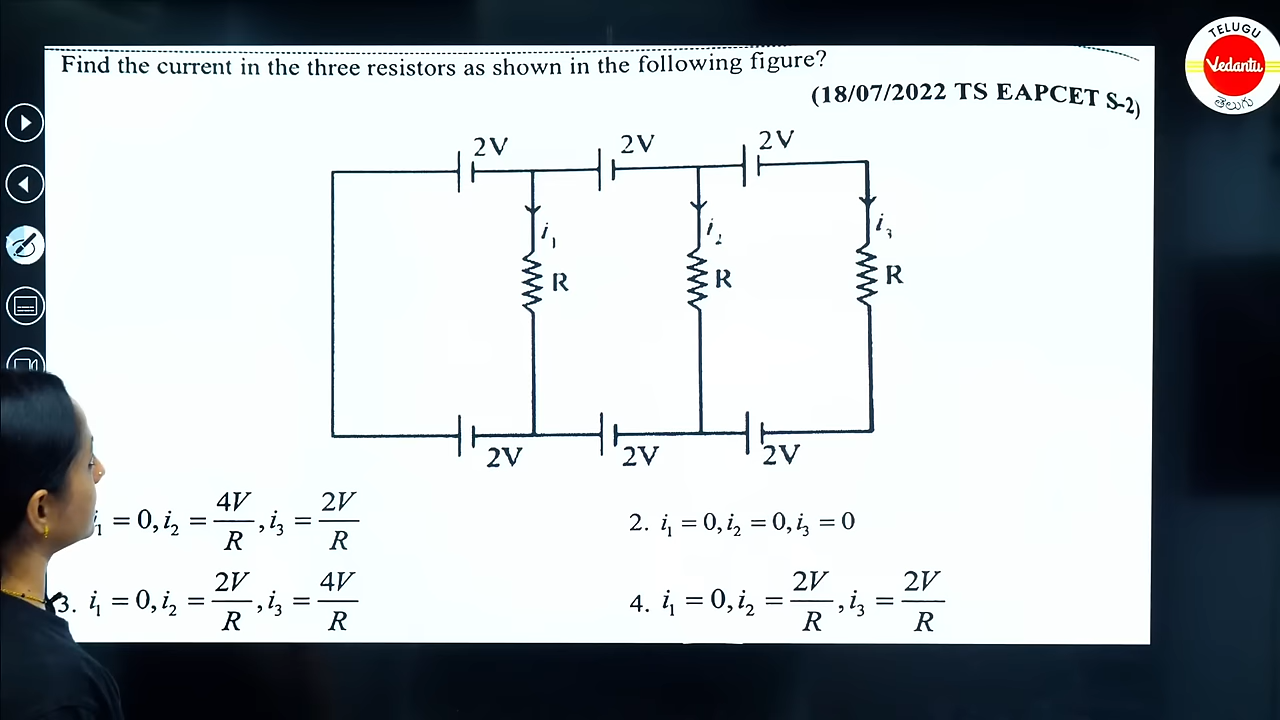 TELUGU
Vedantu
తెలుగు
Find the current in the three resistors as shown in the following figure?
(18/07/2022 TS EAPCET S-2)
2V 2V 2V
i₁ i₂ i₃
R R R
2V 2V 2V
i₁ = 0, i₂ = 4V/R, i₃ = 2V/R
2. i₁ = 0, i₂ = 0, i₃ = 0
3. i₁ = 0, i₂ = 2V/R, i₃ = 4V/R
4. i₁ = 0, i₂ = 2V/R, i₃ = 2V/R